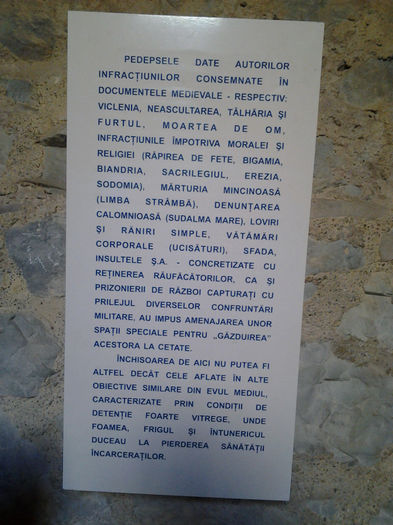 PEDEPSELE DATE AUTORILOR
INFRACȚIUNILOR CONSEMNATE ÎN
DOCUMENTELE MEDIEVALE - RESPECTIV:
VICLENIA, NEASCULTAREA, TÂLHĂRIA ȘI
FURTUL, MOARTEA DE OM,
INFRACȚIUNILE ÎMPOTRIVA MORALEI ȘI
RELIGIEI (RĂPIREA DE FETE, BIGAMIA,
BIANDRIA, SACRILEGIUL, EREZIA,
SODOMIA), MĂRTURIA MINCINOASĂ
(LIMBA STRÂMBĂ), DENUNȚAREA
CALOMNIOASĂ (SUDALMA MARE), LOVIRI
ȘI RĂNIRI SIMPLE, VĂTĂMĂRI
CORPORALE (UCISĂTURI), SFADA,
INSULTELE Ș.A. - CONCRETIZATE CU
REȚINEREA RĂUFĂCĂTORILOR, CA ȘI
PRIZONIERII DE RĂZBOI CAPTURAȚI CU
PRILEJUL DIVERSELOR CONFRUNTĂRI
MILITARE, AU IMPUS AMENAJAREA UNOR
SPAȚII SPECIALE PENTRU „GĂZDUIREA”
ACESTORA LA CETATE.
ÎNCHISOAREA DE AICI NU PUTEA FI
ALTFEL DECÂT CELE AFLATE ÎN ALTE
OBIECTIVE SIMILARE DIN EVUL MEDIU,
CARACTERIZATE PRIN CONDIȚII DE
DETENȚIE FOARTE VITREGE, UNDE
FOAMEA, FRIGUL ȘI ÎNTUNERICUL
DUCEAU LA PIERDEREA SĂNĂTĂȚII
ÎNCARCERAȚILOR.